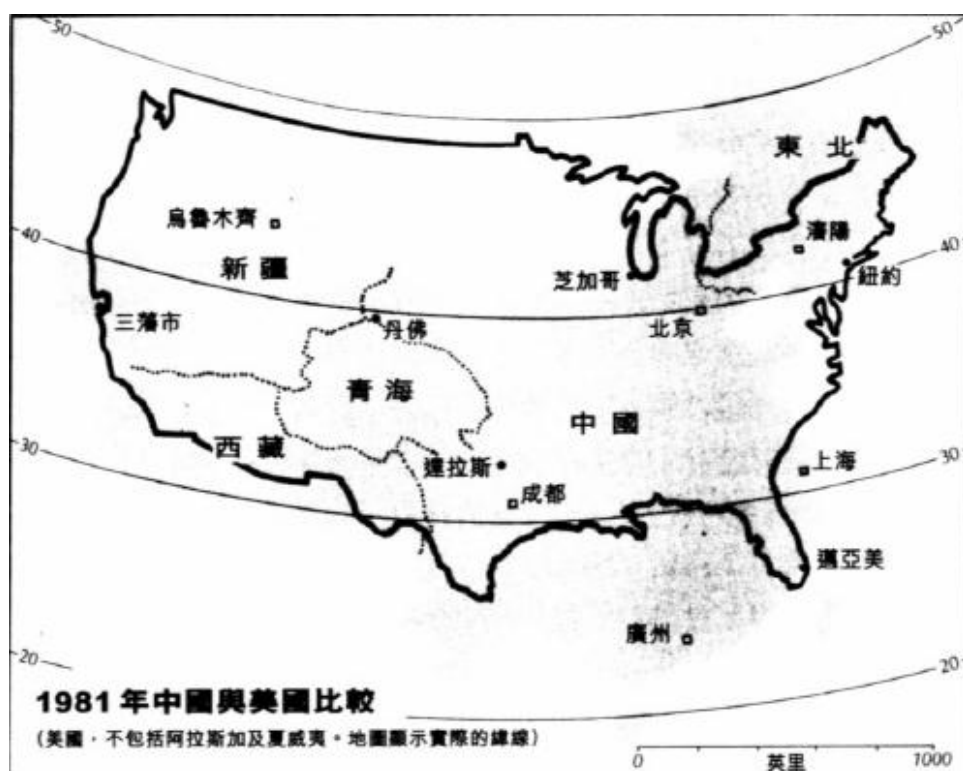 50
50
東北
烏魯木齊
瀋陽
40
40
新疆
芝加哥
紐約
三藩市
丹佛
北京
青海
中國
西藏
30
30
達拉斯
上海
成都
邁亞美
廣州
20
20
1981年中國與美國比較
(美國,不包括阿拉斯加及夏威夷。地圖顯示實際的緯線)
0 英里 1000